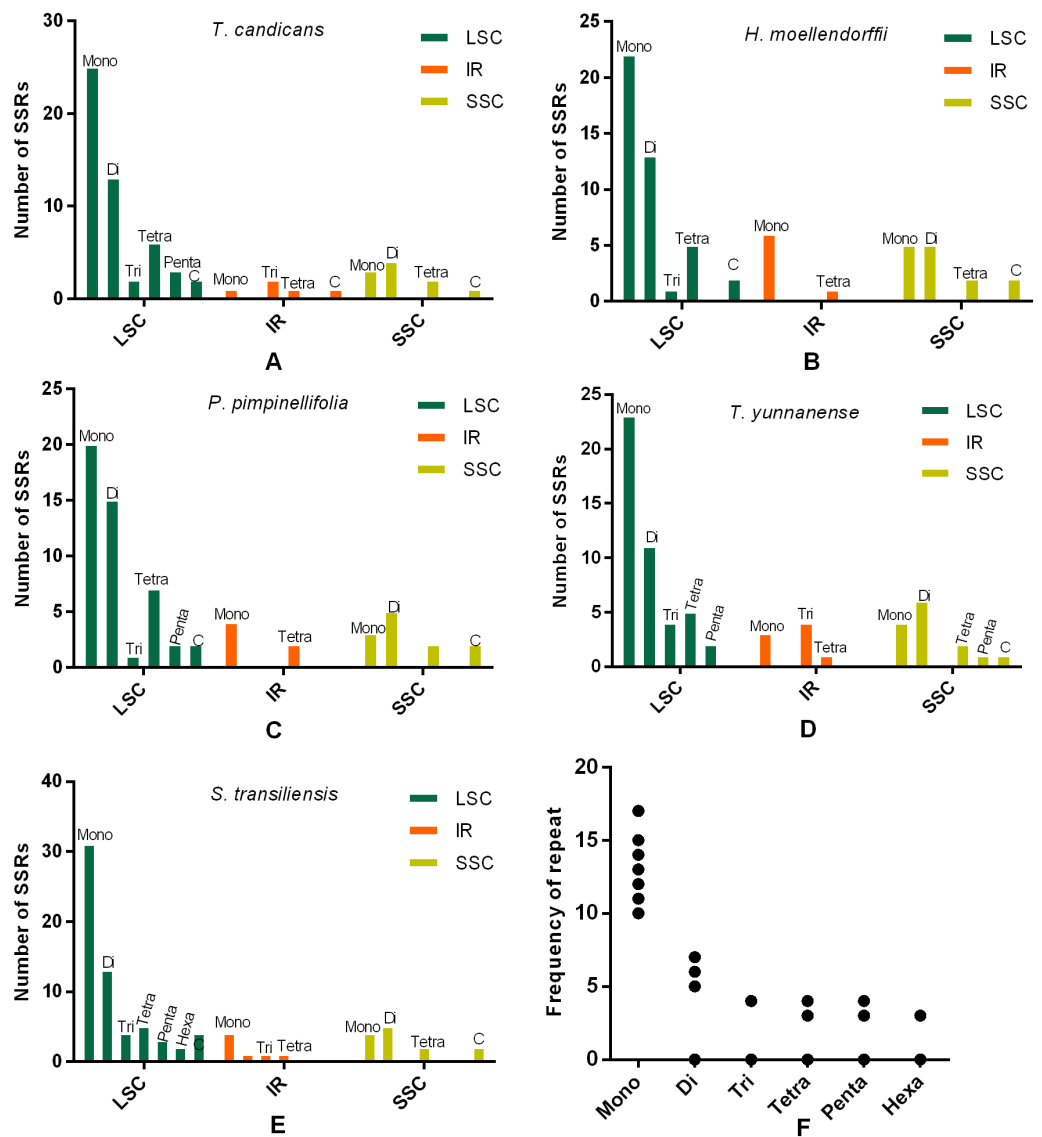 T. candicans
LSC
IR
SSC
Number of SSRs
30
20
10
0
Mono
Di
Tri
Tetra
Penta
C
Mono
Tri
Tetra
C
Mono
Di
Tetra
C
LSC
IR
SSC
A
H. moellendorffii
LSC
IR
SSC
Number of SSRs
25
20
15
10
5
0
Mono
Di
Tri
Tetra
C
Mono
Tetra
Mono
Di
Tetra
C
LSC
IR
SSC
B
P. pimpinellifolia
LSC
IR
SSC
Number of SSRs
25
20
15
10
5
0
Mono
Di
Tri
Tetra
Penta
C
Mono
Tetra
Mono
Di
C
LSC
IR
SSC
C
T. yunnanense
LSC
IR
SSC
Number of SSRs
25
20
15
10
5
0
Mono
Di
Tri
Tetra
Penta
Mono
Tri
Tetra
Mono
Di
Tetra
Penta
C
LSC
IR
SSC
D
S. transiliensis
LSC
IR
SSC
Number of SSRs
40
30
20
10
0
Mono
Di
Tri
Tetra
Penta
Hexa
C
Mono
Tri
Tetra
Mono
Di
Tetra
C
LSC
IR
SSC
E
Frequency of repeat
20
15
10
5
0
Mono
Di
Tri
Tetra
Penta
Hexa
F